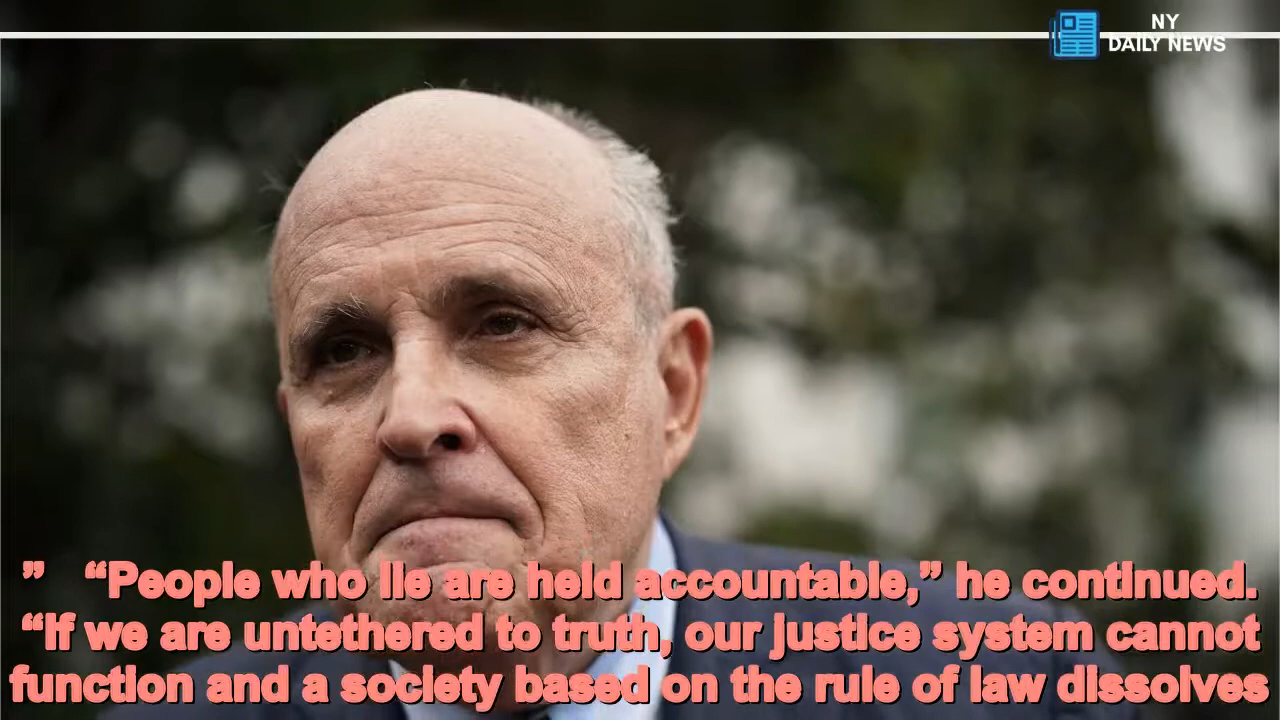 NY
DAILY NEWS
” “People who lie are held accountable,” he continued.
“If we are untethered to truth, our justice system cannot
function and a society based on the rule of law dissolves